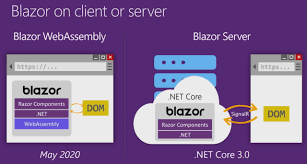 Blazor on client or server
Blazor WebAssembly
https://...
blazor
Razor Components
.NET
WebAssembly
DOM
May 2020
Blazor Server
https://...
blazor
Razor Components
.NET
.NET Core
SignalR
DOM
.NET Core 3.0